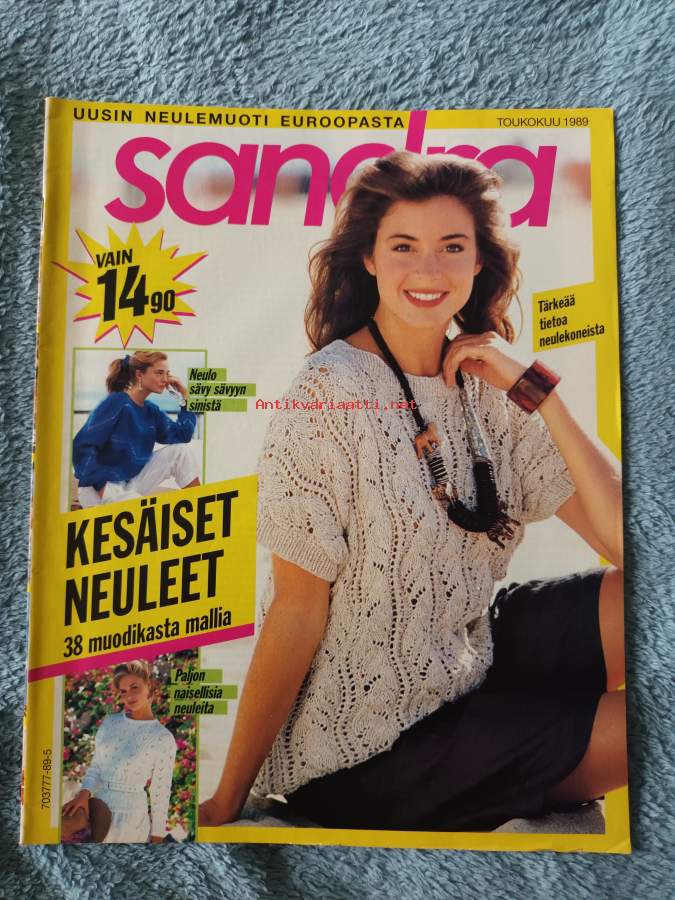 UUSIN NEULEMUOTI EUROOPASTA
TOUKOKUU 1989
sandra
VAIN
14 90
Tärkeää
tietoa
neulekoneista
Neulo
sävy sävyyn
sinistä
Antikvariaatti.net
KESÄISET
NEULEET
38 muodikasta mallia
Paljon
naisellisia
neuleita
703777-89-5